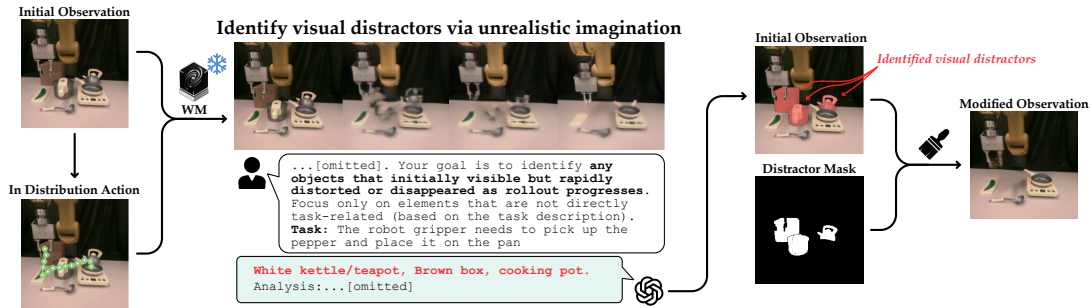 Initial Observation
In Distribution Action
WM
Identify visual distractors via unrealistic imagination
...[omitted]. Your goal is to identify any
objects that initially visible but rapidly
distorted or disappeared as rollout progresses.
Focus only on elements that are not directly
task-related (based on the task description).
Task: The robot gripper needs to pick up the
pepper and place it on the pan
White kettle/teapot, Brown box, cooking pot.
Analysis:...[omitted]
Initial Observation
Identified visual distractors
Distractor Mask
Modified Observation